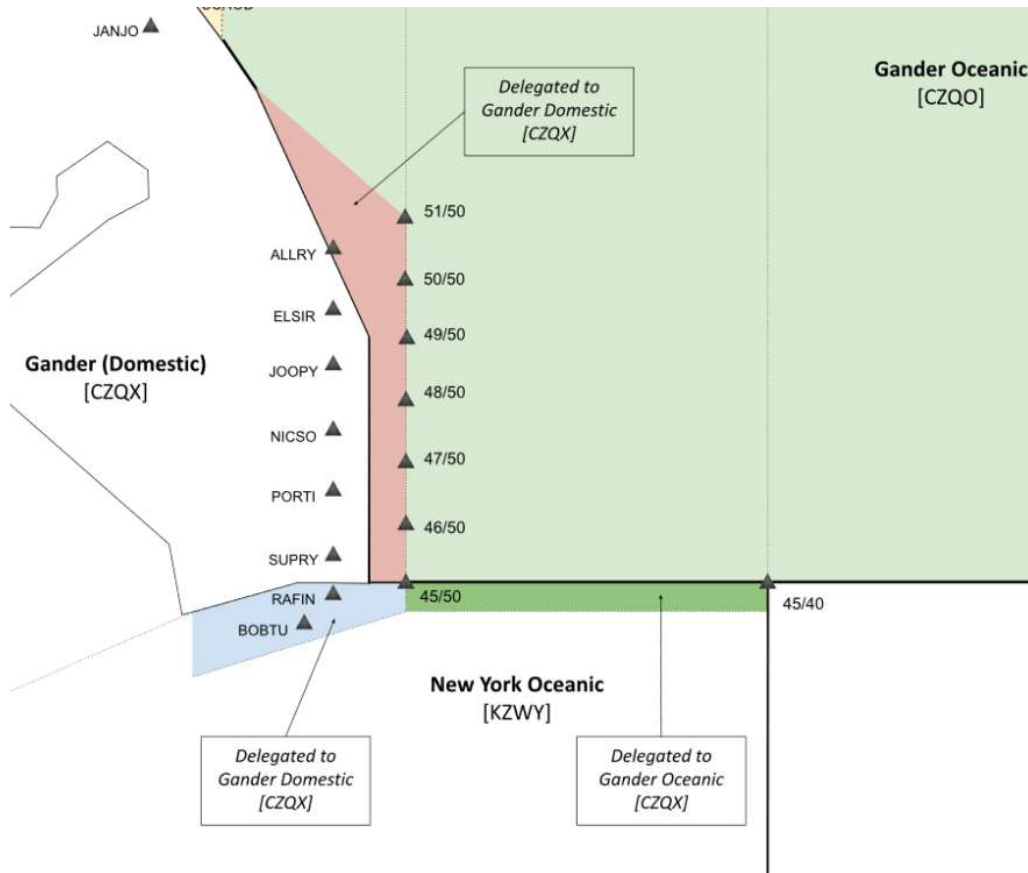 JANJO
Gander Oceanic
[CZQO]
Delegated to
Gander Domestic
[CZQX]
51/50
ALLRY
50/50
ELSIR
49/50
Gander (Domestic)
[CZQX]
JOOPY
48/50
NICSO
47/50
PORTI
46/50
SUPRY
RAFIN
45/50
45/40
BOBTU
New York Oceanic
[KZWY]
Delegated to
Gander Domestic
[CZQX]
Delegated to
Gander Oceanic
[CZQX]